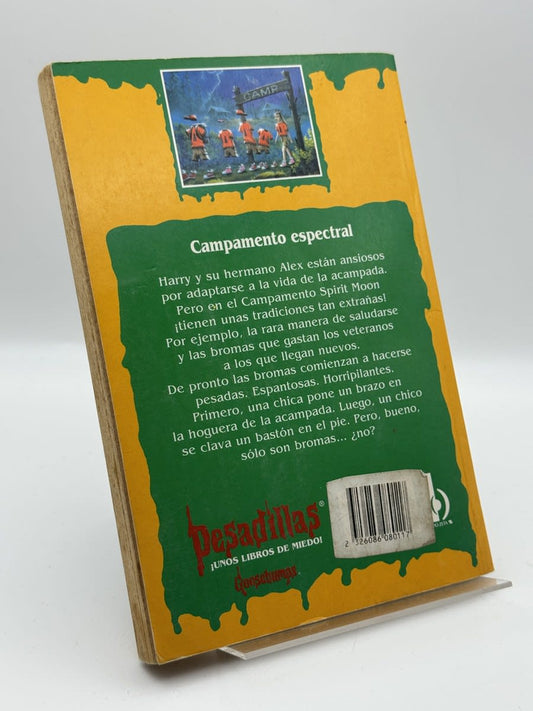 CAMP
Campamento espectral
Harry y su hermano Alex están ansiosos
por adaptarse a la vida de la acampada.
Pero en el Campamento Spirit Moon
¡tienen unas tradiciones tan extrañas!
Por ejemplo, la rara manera de saludarse
y las bromas que gastan los veteranos
a los que llegan nuevos.
De pronto las bromas comienzan a hacerse
pesadas. Espantosas. Horripilantes.
Primero, una chica pone un brazo en
la hoguera de la acampada. Luego, un chico
se clava un bastón en el pie. Pero, bueno,
sólo son bromas... ¿no?
Pesadillas®
¡UNOS LIBROS DE MIEDO!
Goosebumps
2 326086 080117